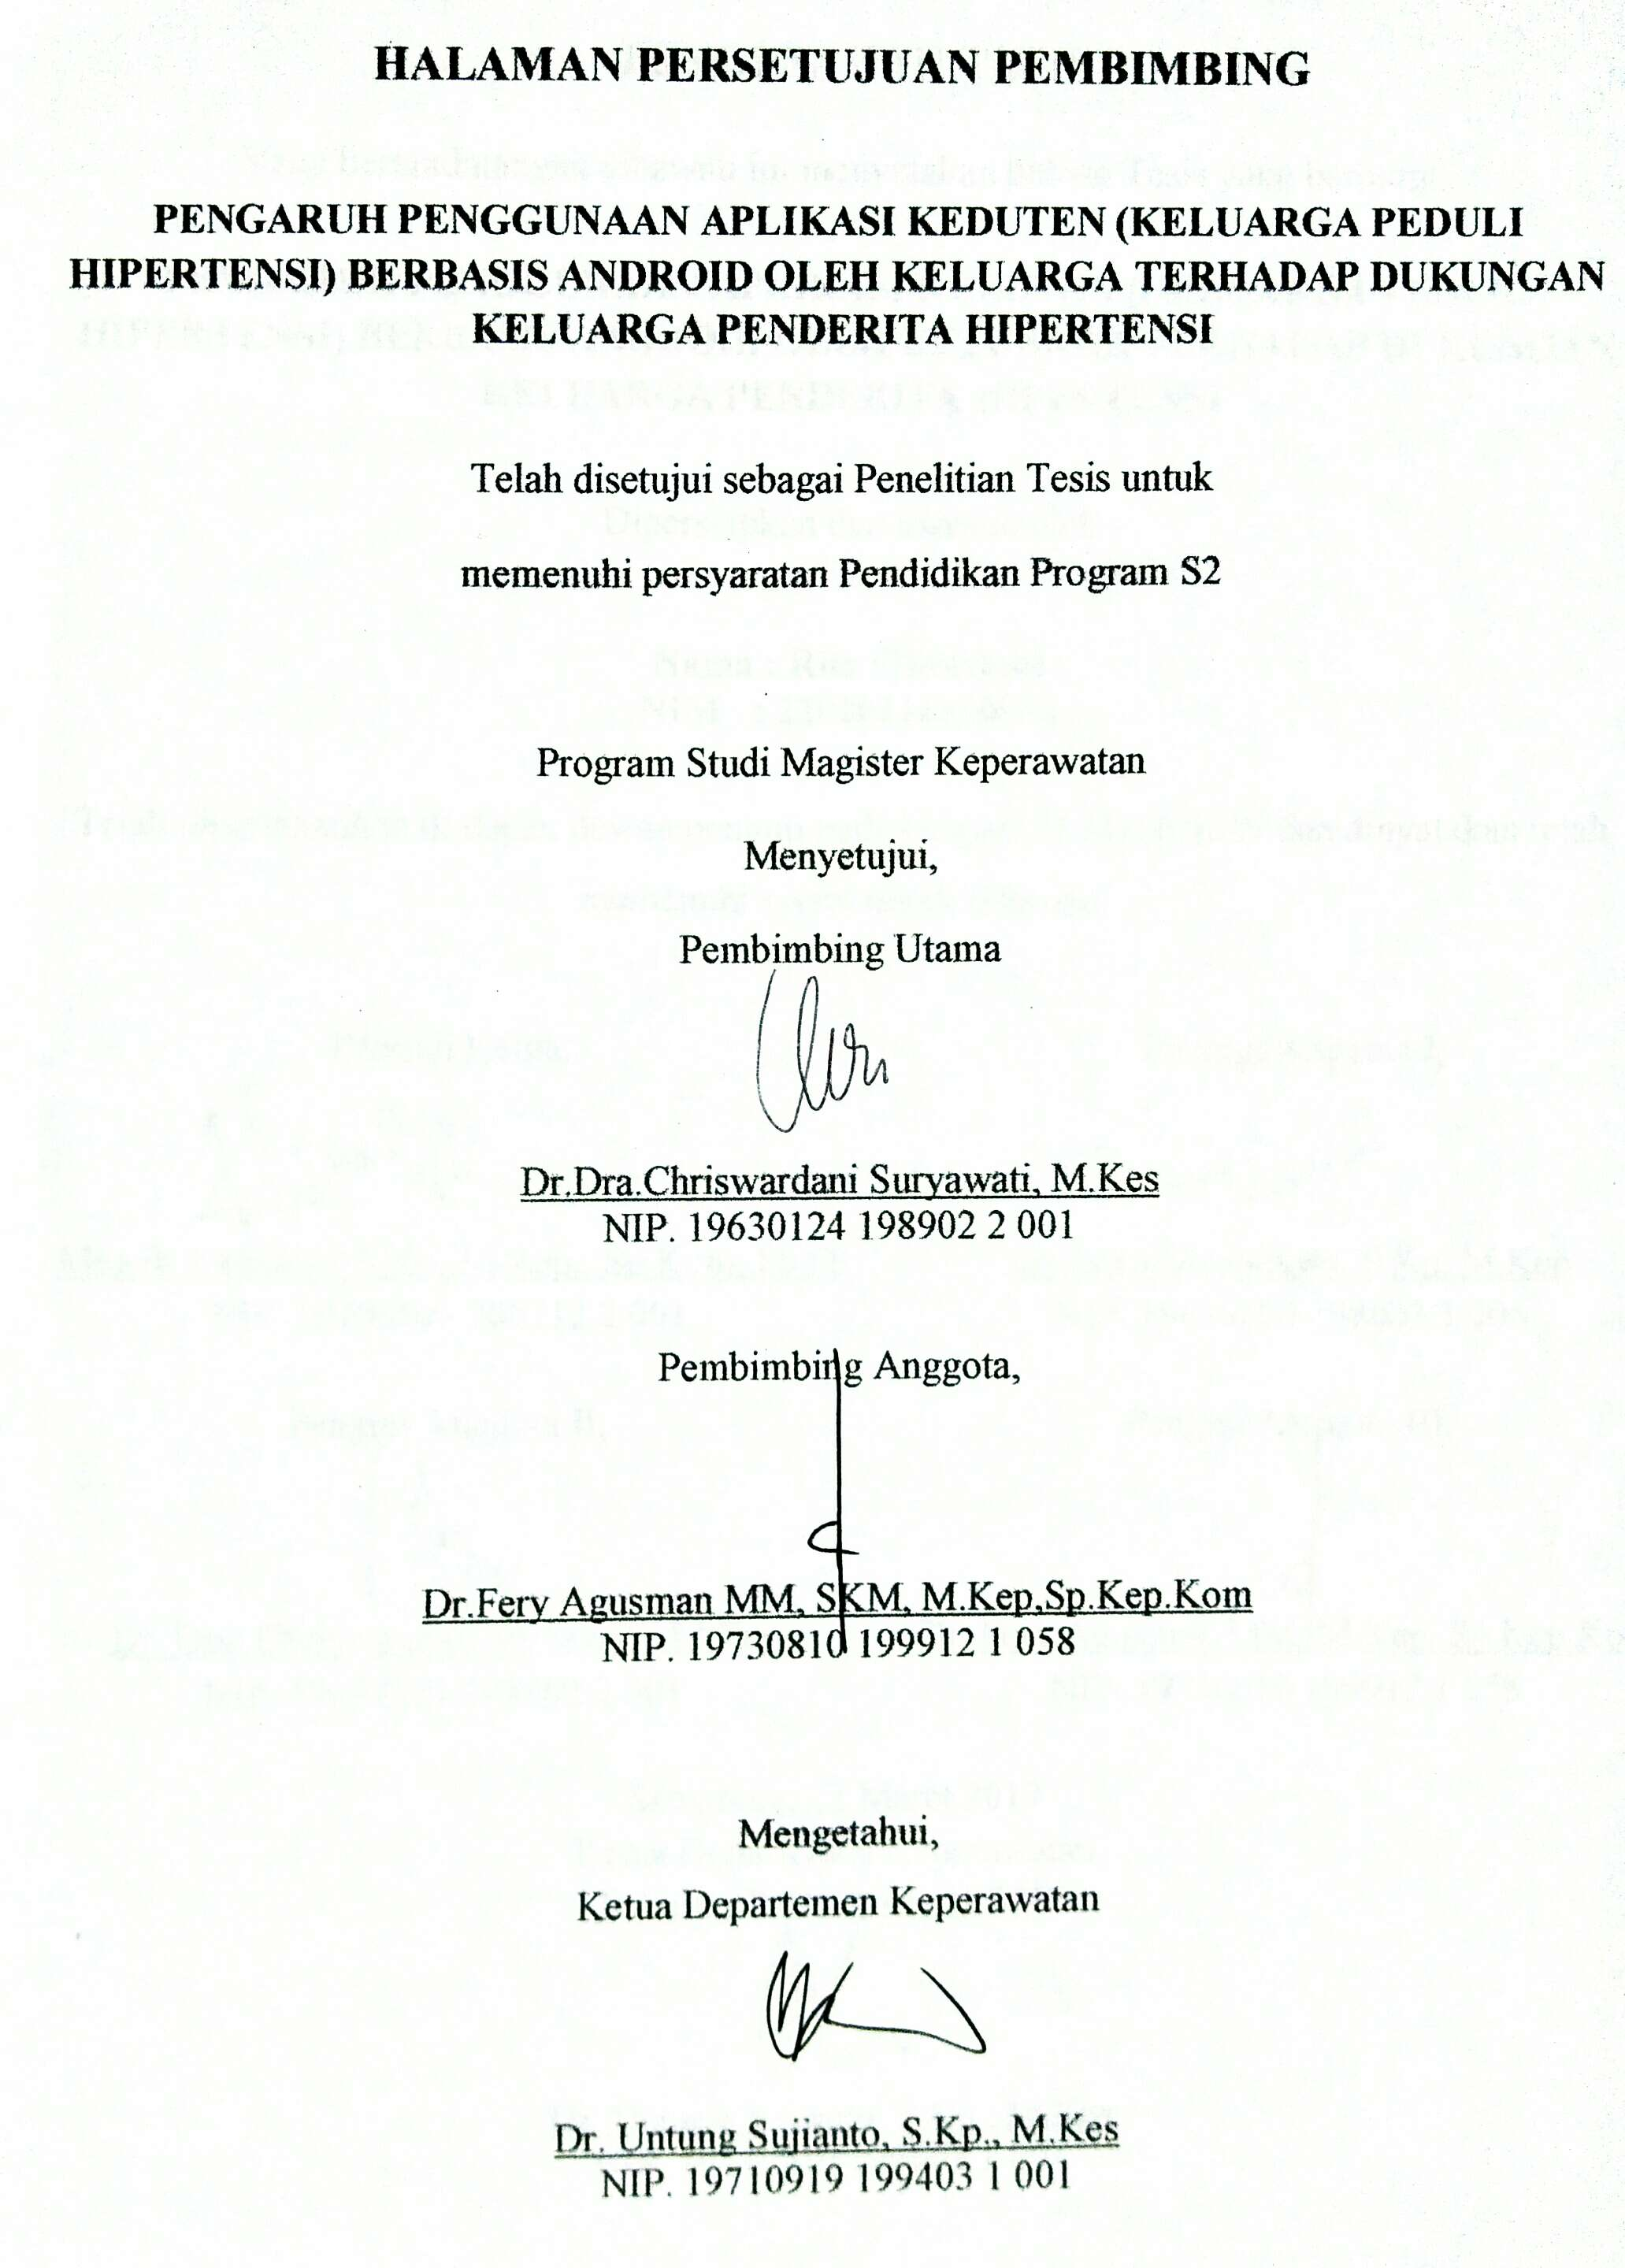 HALAMAN PERSETUJUAN PEMBIMBING
PENGARUH PENGGUNAAN APLIKASI KEDUTEN (KELUARGA PEDULI
HIPERTENSI) BERBASIS ANDROID OLEH KELUARGA TERHADAP DUKUNGAN
KELUARGA PENDERITA HIPERTENSI
Telah disetujui sebagai Penelitian Tesis untuk
memenuhi persyaratan Pendidikan Program S2
Program Studi Magister Keperawatan
Menyetujui,
Pembimbing Utama
Dr.Dra.Chriswardani Suryawati, M.Kes
NIP. 19630124 198902 2 001
Pembimbing Anggota,
Dr.Fery Agusman MM, SKM, M.Kep,Sp.Kep.Kom
NIP. 19730810 199912 1 058
Mengetahui,
Ketua Departemen Keperawatan
Dr. Untung Sujianto, S.Kp., M.Kes
NIP. 19710919 199403 1 001